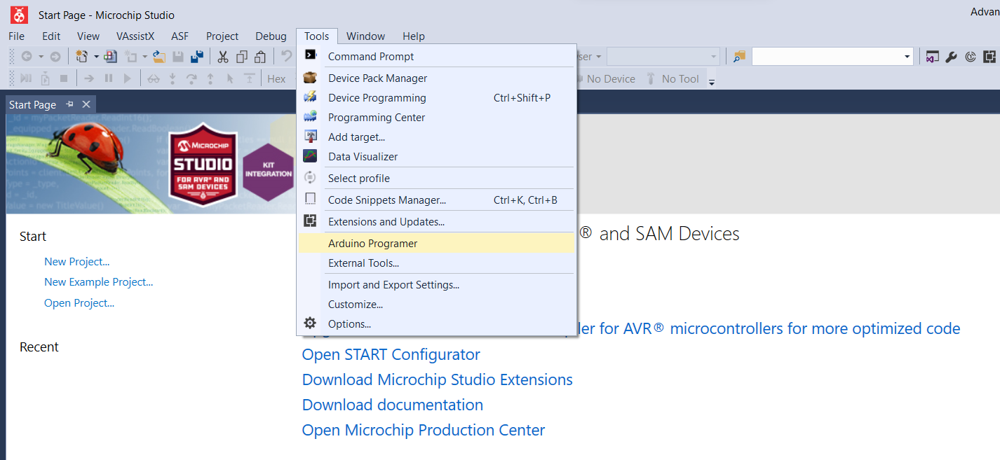 Start Page - Microchip Studio
Advan
File Edit View VAssistX ASF Project Debug Tools Window Help
Hex
No Device
No Tool
Command Prompt
Device Pack Manager
Device Programming Ctrl+Shift+P
Programming Center
Add target...
Data Visualizer
Select profile
Code Snippets Manager... Ctrl+K, Ctrl+B
Extensions and Updates...
Arduino Programer
External Tools...
Import and Export Settings...
Customize...
Options...
Start Page
MICROCHIP
STUDIO
FOR AVR® AND
SAM DEVICES
KIT
INTEGRATION
Start
New Project...
New Example Project...
Open Project...
Recent
® and SAM Devices
ler for AVR® microcontrollers for more optimized code
Open START Configurator
Download Microchip Studio Extensions
Download documentation
Open Microchip Production Center